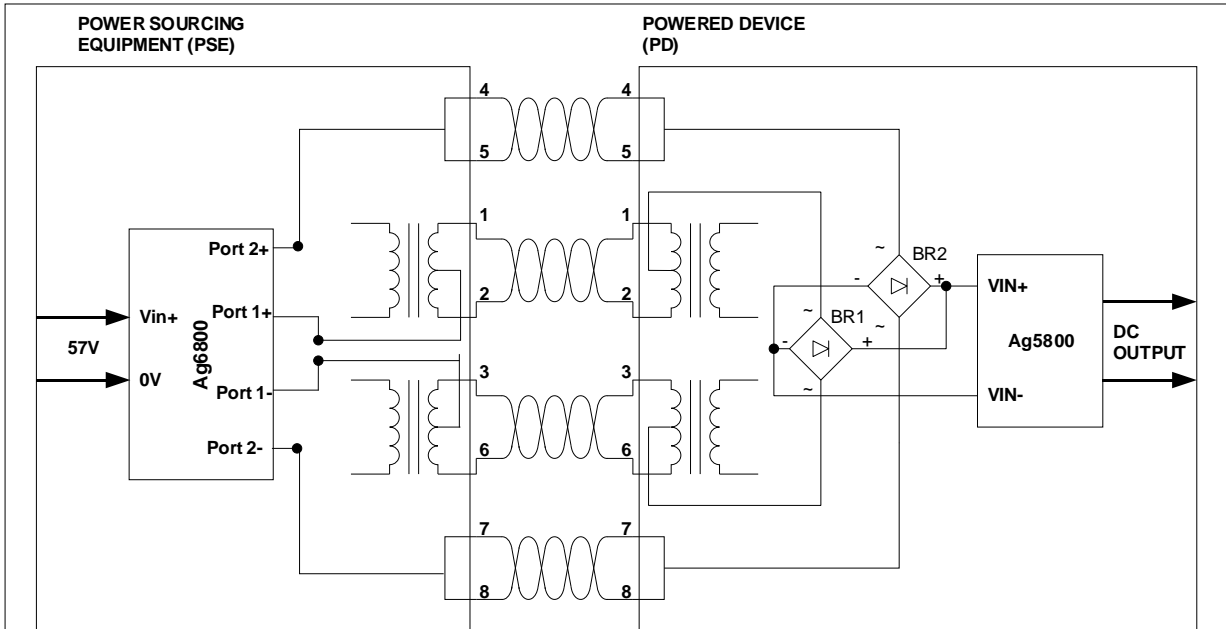 POWER SOURCING
EQUIPMENT (PSE)
POWERED DEVICE
(PD)
4
4
5
5
1
1
2
2
3
3
6
6
7
7
8
8
57V
Vin+
0V
Ag6800
Port 2+
Port 1+
Port 1-
Port 2-
~
BR2
-
+
~
~
BR1
-
+
~
VIN+
Ag5800
VIN-
DC
OUTPUT